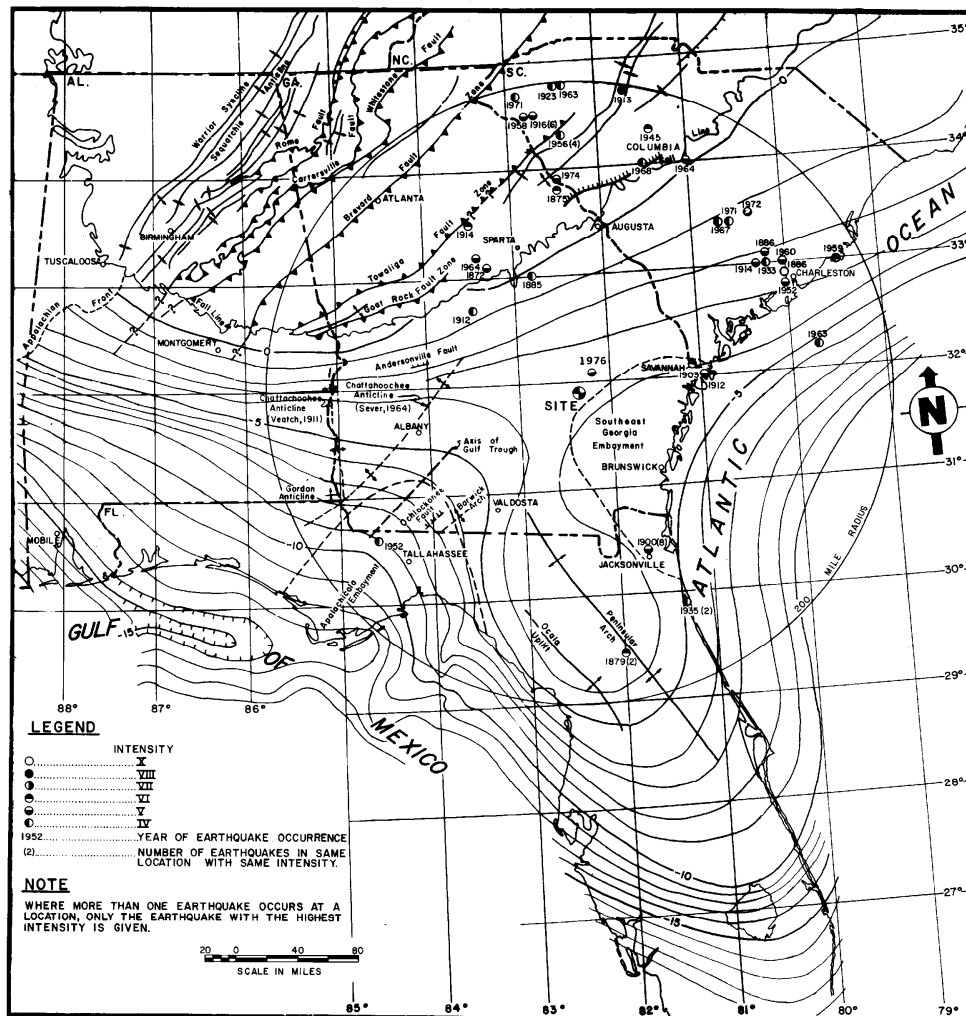 35°
AL.
GA.
NC.
S.C.
Warrior Syncline
Sequatchie Anticline
Rome Fault
Cartersville Fault
Whitestone Fault
Brevard Fault Zone
1971
1923
1963
1913
1958
1916(6)
1956(4)
1945
COLUMBIA
Fall Line
34°
1968
1964
1974
1875
ATLANTA
BIRMINGHAM
TUSCALOOSA
1914
SPARTA
AUGUSTA
1971
1972
1967
OCEAN
33°
Towaliga Fault Zone
Goat Rock Fault Zone
1964
1872
1885
1886
1960
1914
1933
1886
1959
CHARLESTON
1952
Appalachian Front
Fall Line
1912
MONTGOMERY
1963
32°
Andersonville Fault
1976
SAVANNAH
1903
1912
SITE
N
Chattahoochee Anticline (Sever, 1964)
Chattachoochee Anticline (Veatch, 1911)
-5
-5
ALBANY
Southeast Georgia Embayment
Axis of Gulf Trough
BRUNSWICK
31°
ATLANTIC
Gordon Anticline
Ochlockonee Fault
Barwick Arch
VALDOSTA
FL.
-10
MOBILE
1952
TALLAHASSEE
1900(8)
JACKSONVILLE
200 MILE RADIUS
30°
Apalachicola (Embayment)
1935(2)
GULF OF MEXICO
-15
Ocala Uplift
Peninsular Arch
1879(2)
29°
88°
87°
86°
28°
LEGEND
INTENSITY
X
VIII
VII
VI
V
IV
1952 YEAR OF EARTHQUAKE OCCURRENCE
(2) NUMBER OF EARTHQUAKES IN SAME
LOCATION WITH SAME INTENSITY.
-10
-15
27°
NOTE
WHERE MORE THAN ONE EARTHQUAKE OCCURS AT A
LOCATION, ONLY THE EARTHQUAKE WITH THE HIGHEST
INTENSITY IS GIVEN.
20 0 40 80
SCALE IN MILES
85° 84° 83° 82° 81° 80° 79°